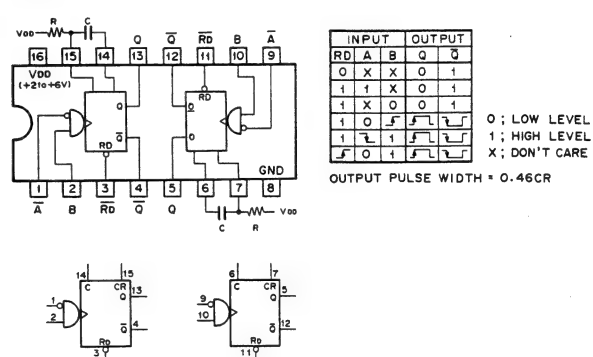 R
C
VDD
Q
Q̅
R̅D̅
B
A̅
16
15
14
13
12
11
10
9
VDD
(+2to+6V)
RD
Q
Q̅
Q̅
Q
RD
GND
1
2
3
4
5
6
7
8
A̅
B
R̅D̅
Q̅
Q
C
R
VDD
INPUT OUTPUT
RD A B Q Q̅
0 X X 0 1
1 1 X 0 1
1 X 0 0 1
1 0
1 1
0 1
0 ; LOW LEVEL
1 ; HIGH LEVEL
X ; DON'T CARE
OUTPUT PULSE WIDTH = 0.46CR
14 15
C CR
Q 13
1
2
Q̅ 4
RD
3
6 7
C CR
Q 5
9
10
Q̅ 12
RD
11